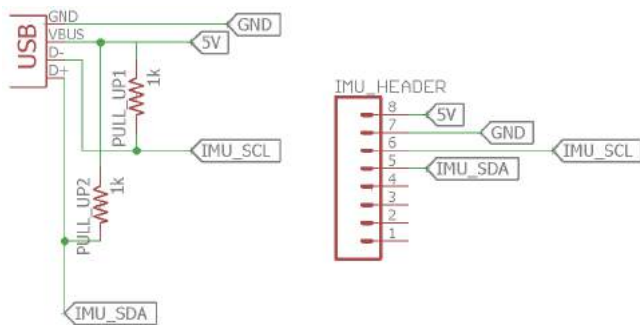 USB
GND
VBUS
D-
D+
GND
5V
PULL_UP1
1k
IMU_SCL
PULL_UP2
1k
IMU_SDA
IMU_HEADER
8
7
6
5
4
3
2
1
5V
GND
IMU_SCL
IMU_SDA